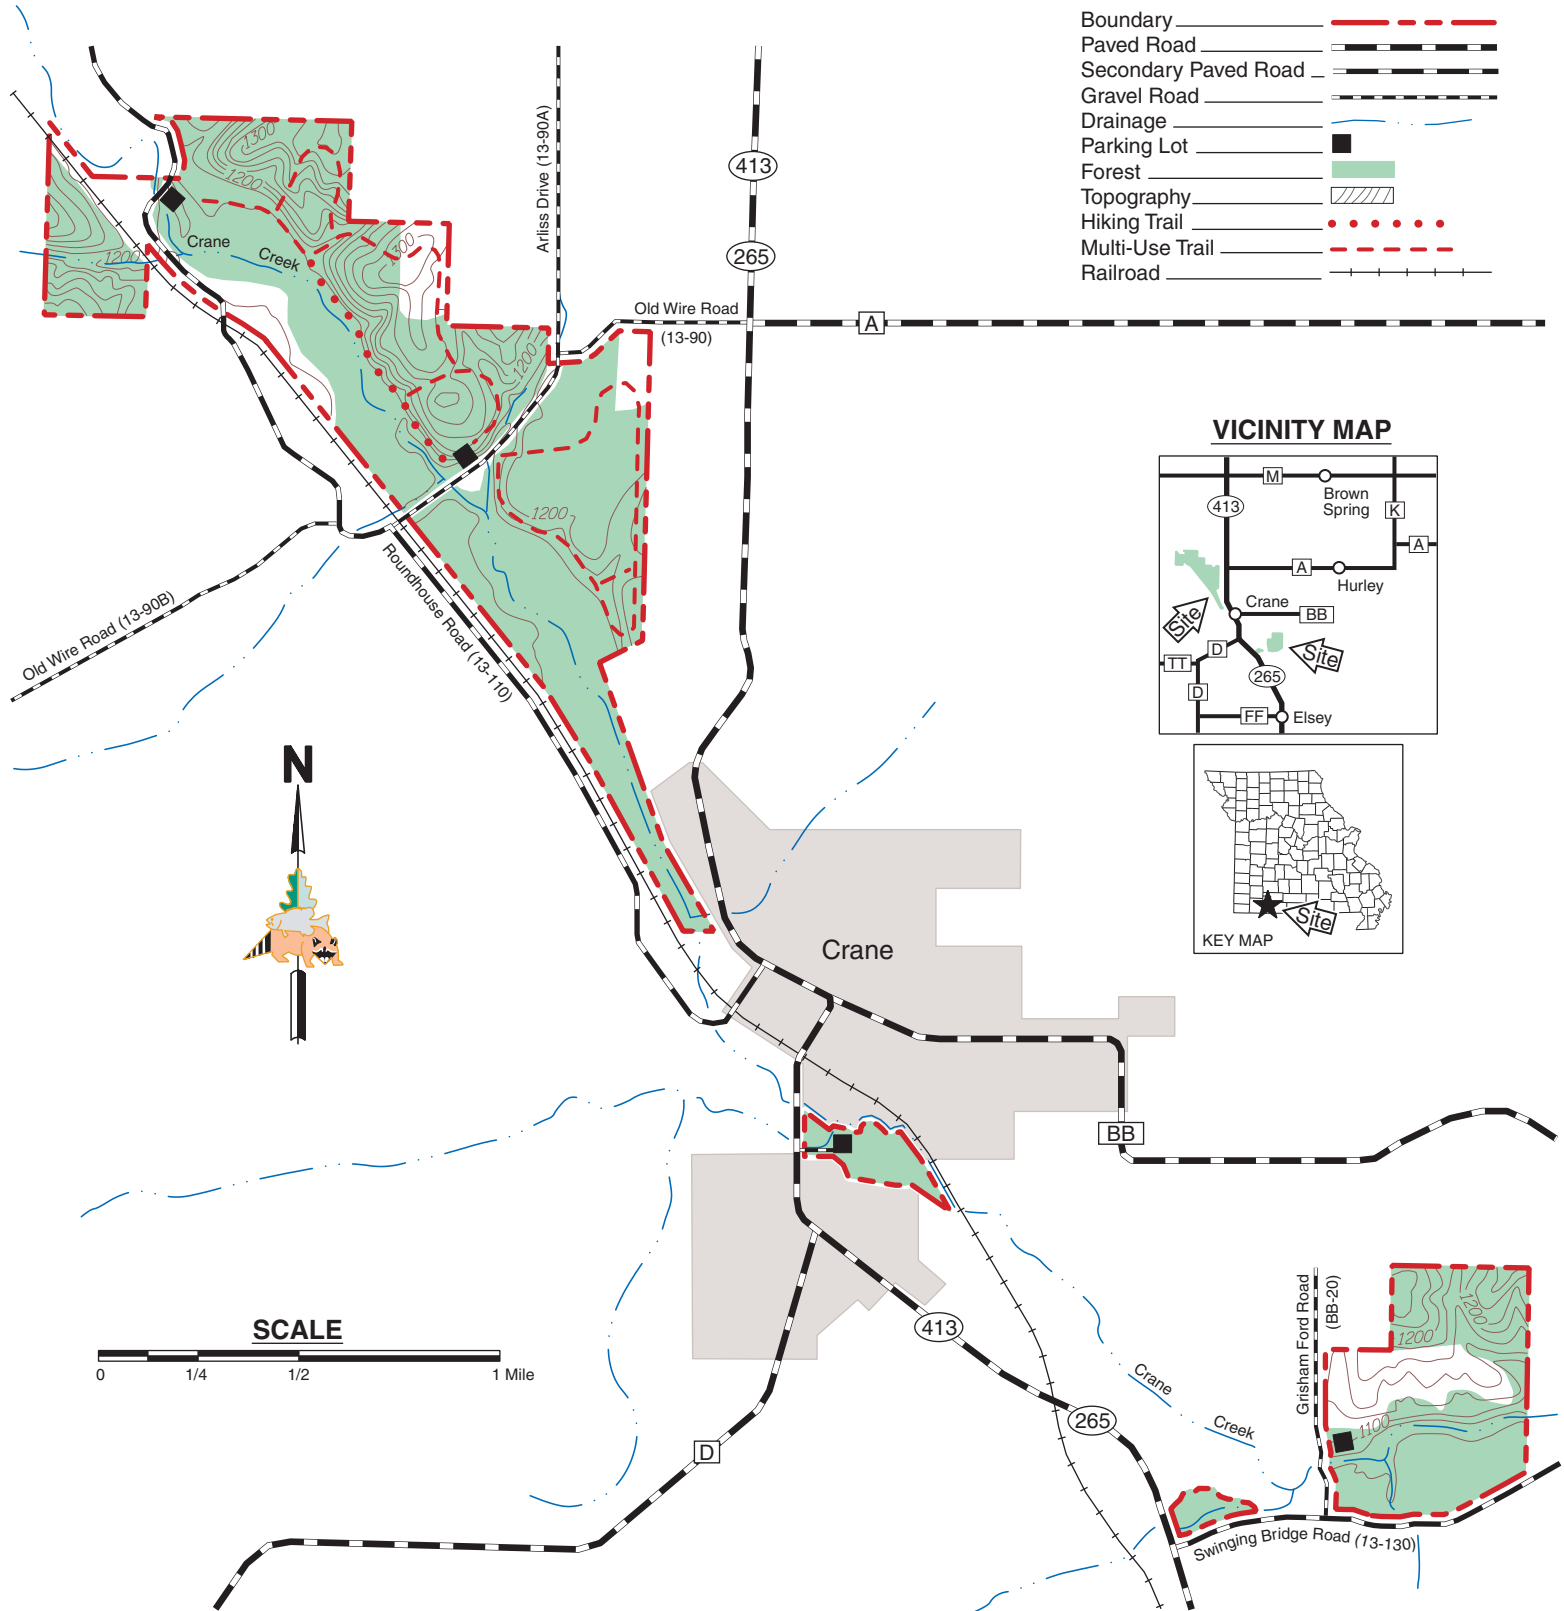 Boundary
Paved Road
Secondary Paved Road
Gravel Road
Drainage
Parking Lot
Forest
Topography
Hiking Trail
Multi-Use Trail
Railroad
1300
1200
Crane
Creek
1300
1200
1200
1200
Arliss Drive (13-90A)
413
265
Old Wire Road
(13-90)
A
Old Wire Road (13-90B)
Roundhouse Road (13-110)
VICINITY MAP
M
Brown
Spring
413
K
A
A
Hurley
Crane
BB
Site
D
Site
TT
265
D
FF
Elsey
N
Site
KEY MAP
Crane
BB
SCALE
0
1/4
1/2
1 Mile
413
265
D
Crane
Creek
Grisham Ford Road
(BB-20)
1200
1200
1100
Swinging Bridge Road (13-130)